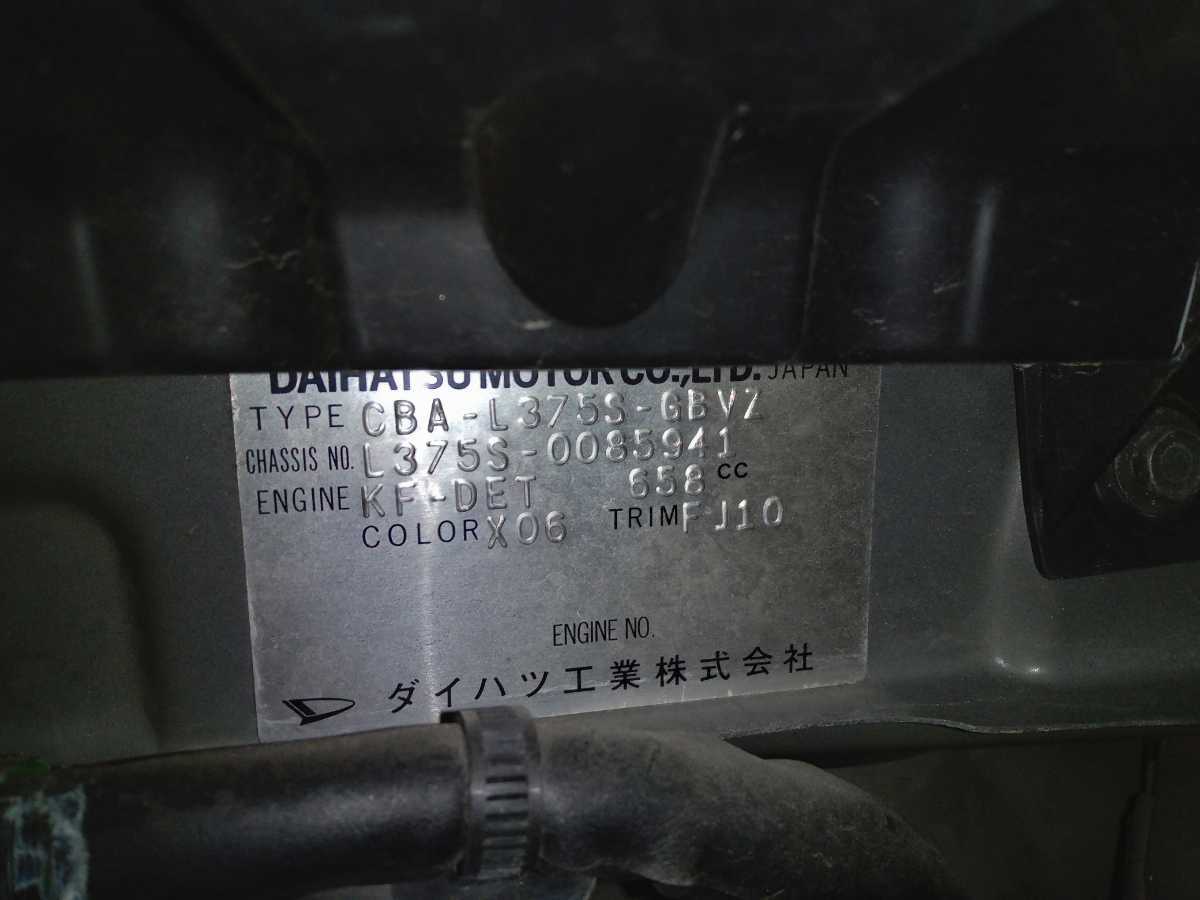 DAIHATSU MOTOR CO.,LTD. JAPAN
TYPE CBA-L375S-GBVZ
CHASSIS NO. L375S-0085941
ENGINE KF-DET 658 CC
COLOR X06 TRIM FJ10
ENGINE NO.
ダイハツ工業株式会社